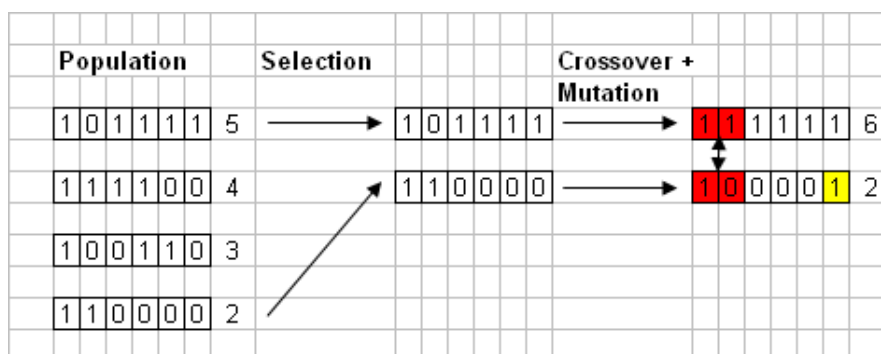 Population Selection Crossover +
Mutation
1 0 1 1 1 1 5 1 0 1 1 1 1 1 1 1 1 1 1 6
1 1 1 1 0 0 4 1 1 0 0 0 0 1 0 0 0 0 1 2
1 0 0 1 1 0 3
1 1 0 0 0 0 2